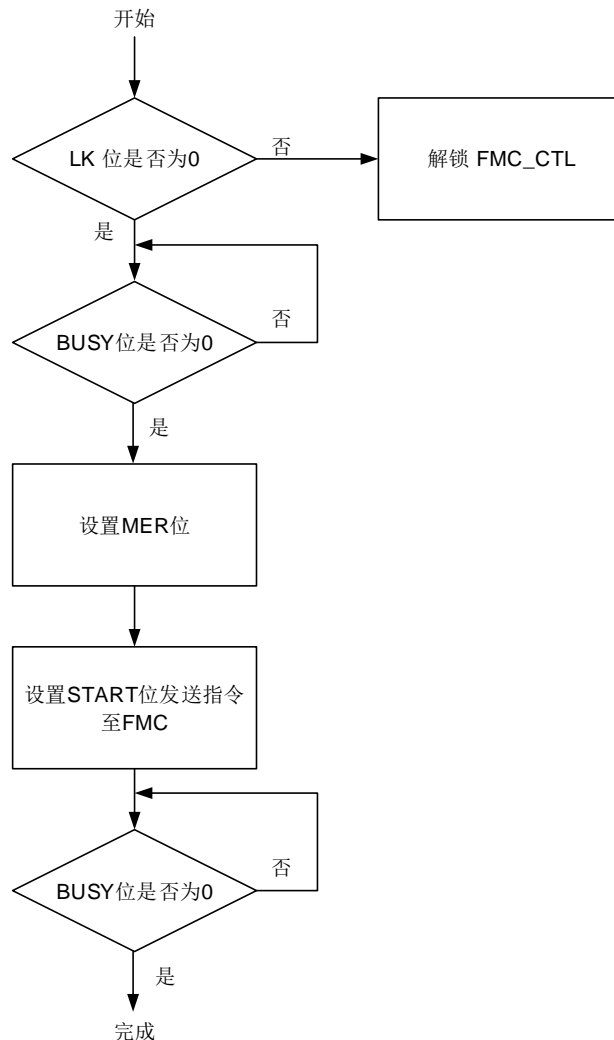 开始
LK 位是否为0
否
解锁 FMC_CTL
是
BUSY位是否为0
否
是
设置MER位
设置START位发送指令
至FMC
BUSY位是否为0
否
是
完成